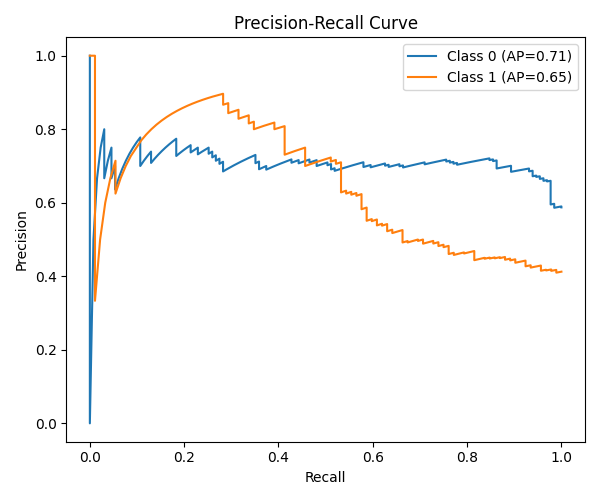 Precision-Recall Curve
Class 0 (AP=0.71)
Class 1 (AP=0.65)
Precision
1.0
0.8
0.6
0.4
0.2
0.0
0.0 0.2 0.4 0.6 0.8 1.0
Recall